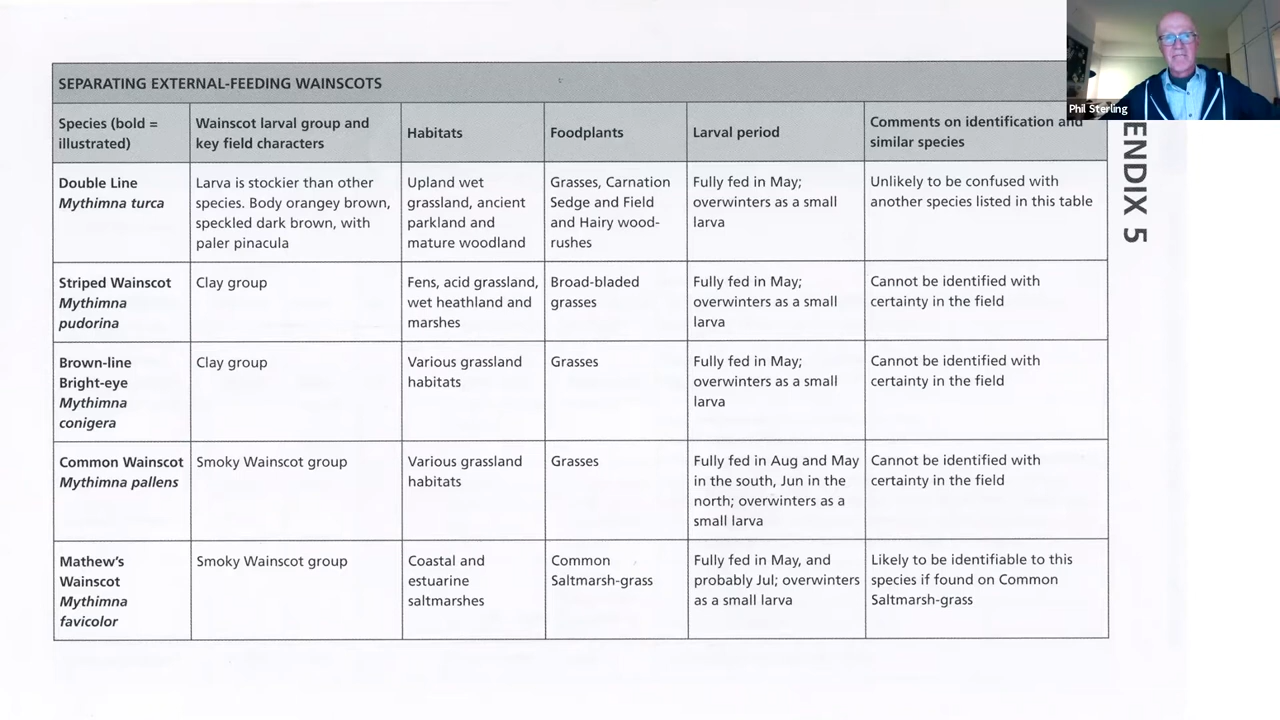 Phil Sterling
SEPARATING EXTERNAL-FEEDING WAINSCOTS
Species (bold =
illustrated)
Wainscot larval group and
key field characters
Habitats
Foodplants
Larval period
Comments on identification and
similar species
Double Line
Mythimna turca
Larva is stockier than other
species. Body orangey brown,
speckled dark brown, with
paler pinacula
Upland wet
grassland, ancient
parkland and
mature woodland
Grasses, Carnation
Sedge and Field
and Hairy wood-
rushes
Fully fed in May;
overwinters as a small
larva
Unlikely to be confused with
another species listed in this table
Striped Wainscot
Mythimna
pudorina
Clay group
Fens, acid grassland,
wet heathland and
marshes
Broad-bladed
grasses
Fully fed in May;
overwinters as a small
larva
Cannot be identified with
certainty in the field
Brown-line
Bright-eye
Mythimna
conigera
Clay group
Various grassland
habitats
Grasses
Fully fed in May;
overwinters as a small
larva
Cannot be identified with
certainty in the field
Common Wainscot
Mythimna pallens
Smoky Wainscot group
Various grassland
habitats
Grasses
Fully fed in Aug and May
in the south, Jun in the
north; overwinters as a
small larva
Cannot be identified with
certainty in the field
Mathew's
Wainscot
Mythimna
favicolor
Smoky Wainscot group
Coastal and
estuarine
saltmarshes
Common
Saltmarsh-grass
Fully fed in May, and
probably Jul; overwinters
as a small larva
Likely to be identifiable to this
species if found on Common
Saltmarsh-grass
ENDIX 5